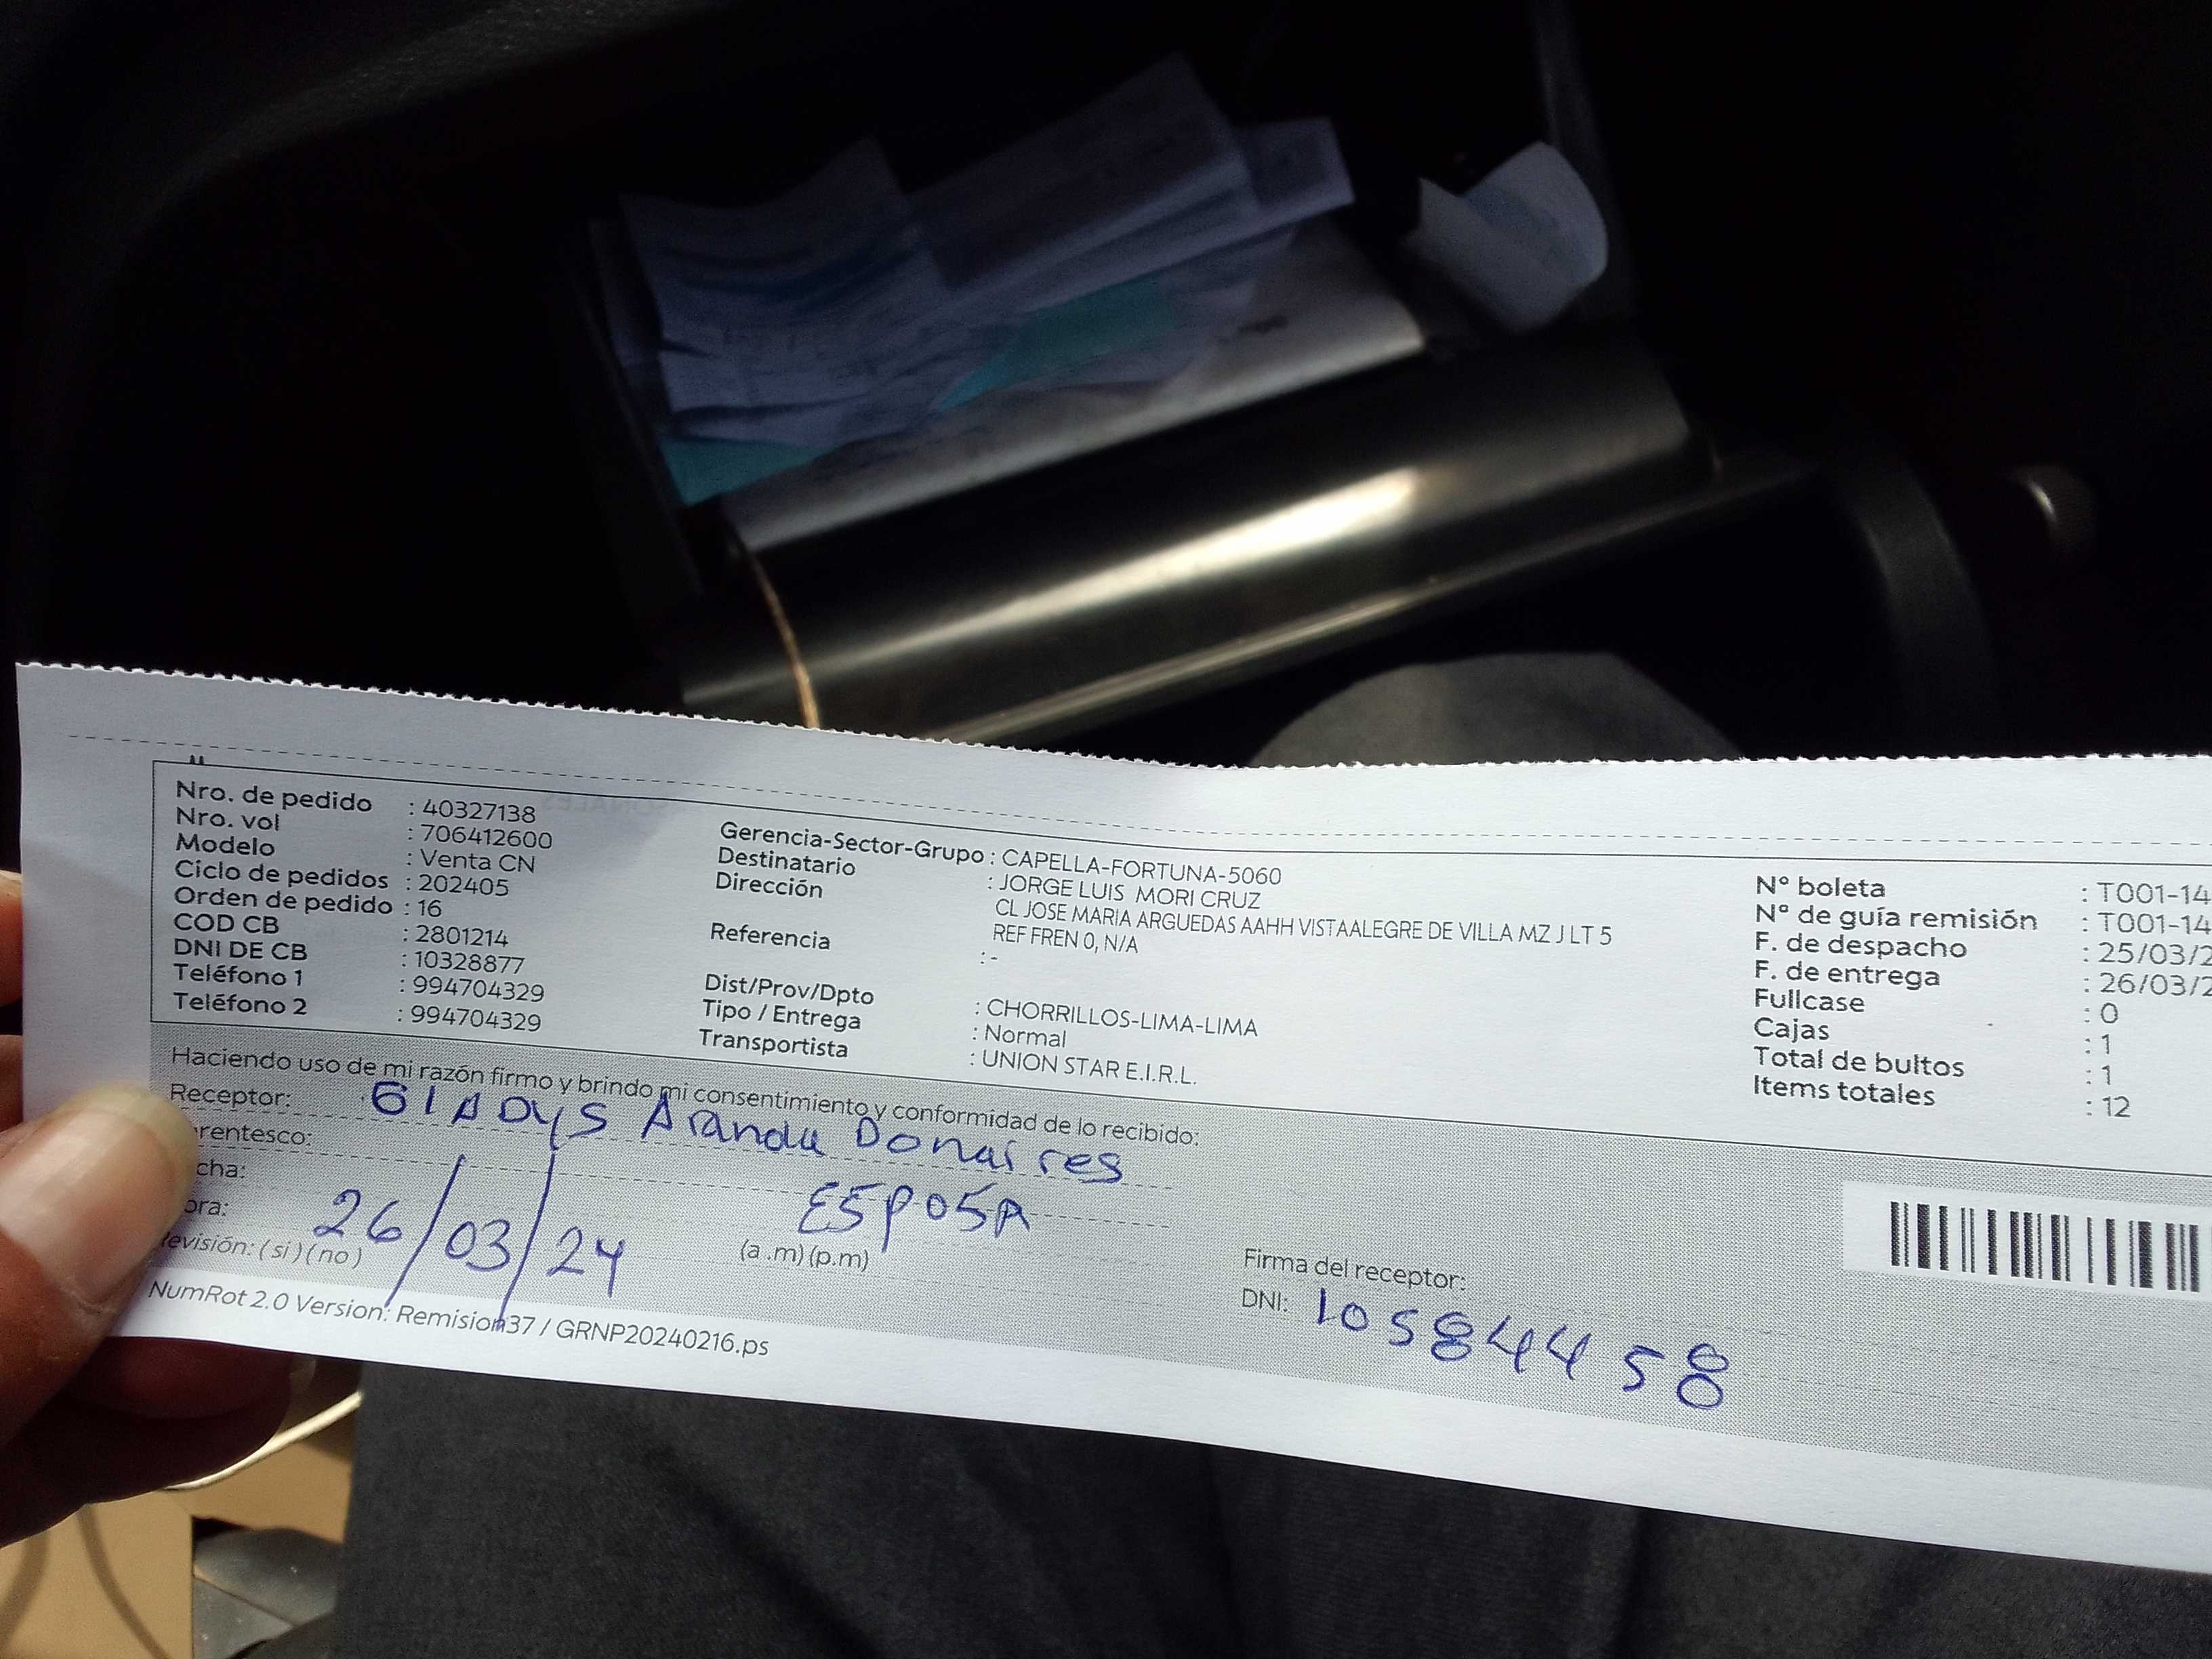 Nro. de pedido : 40327138
Nro. vol : 706412600
Modelo : Venta CN
Ciclo de pedidos : 202405
Orden de pedido : 16
COD CB : 2801214
DNI DE CB : 10328877
Teléfono 1 : 994704329
Teléfono 2 : 994704329
Gerencia-Sector-Grupo : CAPELLA-FORTUNA-5060
Destinatario : JORGE LUIS MORI CRUZ
Dirección CL JOSE MARIA ARGUEDAS AAHH VISTAALEGRE DE VILLA MZ J LT 5
REF FREN 0, N/A
Referencia : -
Dist/Prov/Dpto : CHORRILLOS-LIMA-LIMA
Tipo / Entrega : Normal
Transportista : UNION STAR E.I.R.L.
N° boleta : T001-14
N° de guía remisión : T001-14
F. de despacho : 25/03/2
F. de entrega : 26/03/2
Fullcase : 0
Cajas : 1
Total de bultos : 1
Items totales : 12
Haciendo uso de mi razón firmo y brindo mi consentimiento y conformidad de lo recibido:
Receptor: Gladys Aranda Donaires
rentesco: ESPOSA
cha: 26/03/24
ora: (a .m) (p.m)
evisión: ( si ) ( no )
Firma del receptor:
DNI: 10584458
NumRot 2.0 Version: Remision37 / GRNP20240216.ps